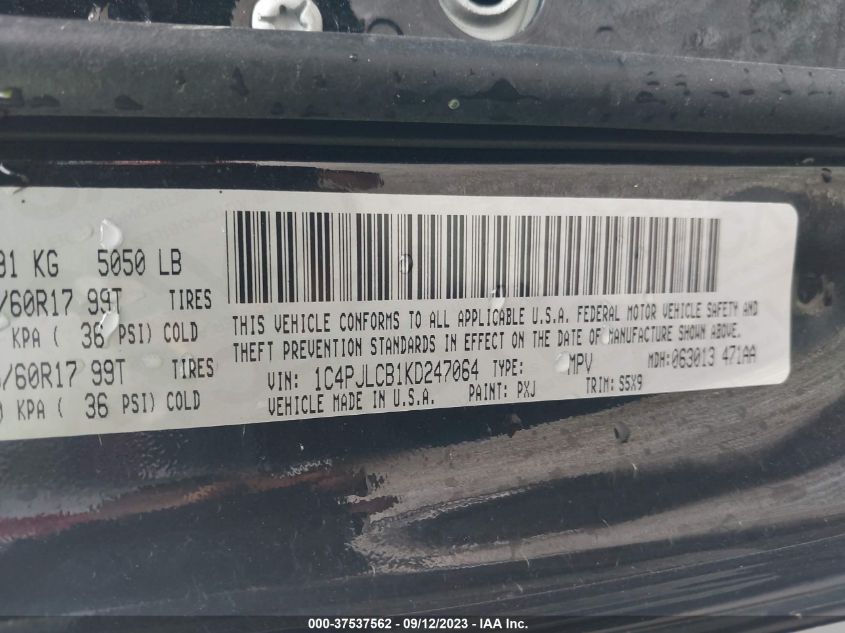 91 KG 5050 LB
/60R17 99T TIRES
KPA ( 36 PSI) COLD
/60R17 99T TIRES
KPA ( 36 PSI) COLD
THIS VEHICLE CONFORMS TO ALL APPLICABLE U.S.A. FEDERAL MOTOR VEHICLE SAFETY AND
THEFT PREVENTION STANDARDS IN EFFECT ON THE DATE OF MANUFACTURE SHOWN ABOVE.
VIN: 1C4PJLCB1KD247064 TYPE: MPV MDH: 063013 471AA
VEHICLE MADE IN U.S.A. PAINT: PXJ TRIM: S5X9
000-37537562 - 09/12/2023 - IAA Inc.